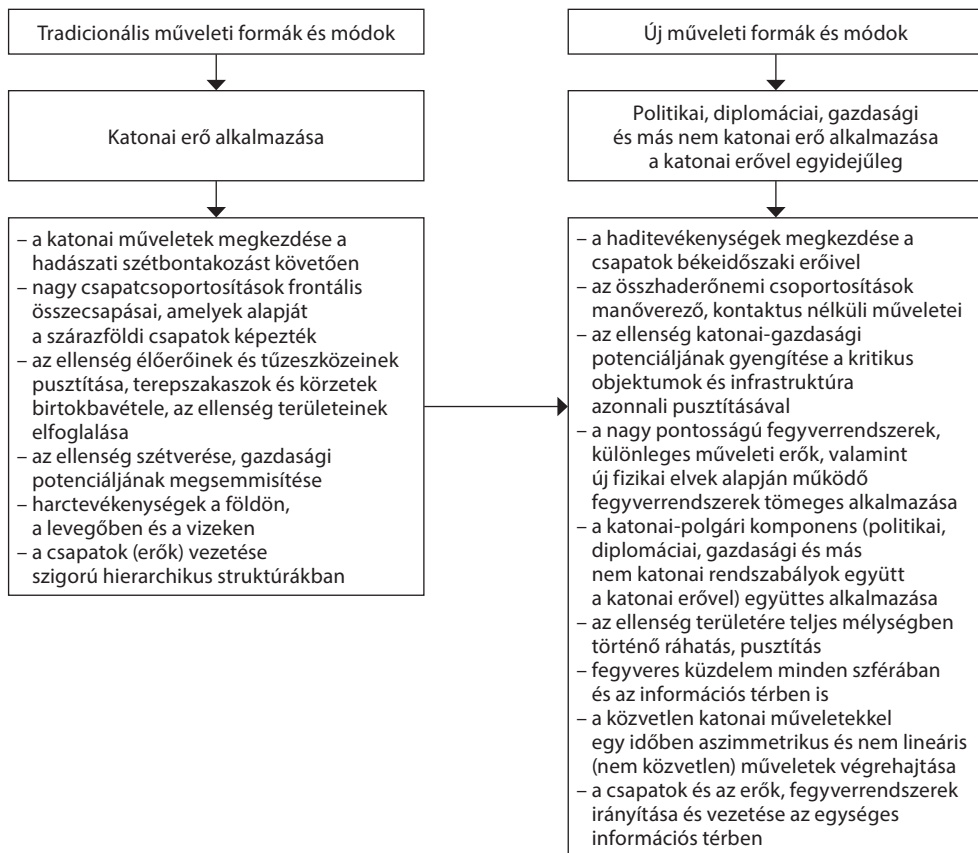 Tradicionális műveleti formák és módok
Katonai erő alkalmazása
– a katonai műveletek megkezdése a
hadászati szétbontakozást követően
– nagy csapatcsoportosítások frontális
összecsapásai, amelyek alapját
a szárazföldi csapatok képezték
– az ellenség élőerőinek és tűzeszközeinek
pusztítása, terepszakaszok és körzetek
birtokbavétele, az ellenség területeinek
elfoglalása
– az ellenség szétverése, gazdasági
potenciáljának megsemmisítése
– harctevékenységek a földön,
a levegőben és a vizeken
– a csapatok (erők) vezetése
szigorú hierarchikus struktúrákban
Új műveleti formák és módok
Politikai, diplomáciai, gazdasági
és más nem katonai erő alkalmazása
a katonai erővel egyidejűleg
– a haditevékenységek megkezdése a
csapatok békeidőszaki erőivel
– az összhaderőnemi csoportosítások
manőverező, kontaktus nélküli műveletei
– az ellenség katonai-gazdasági
potenciáljának gyengítése a kritikus
objektumok és infrastruktúra
azonnali pusztításával
– a nagy pontosságú fegyverrendszerek,
különleges műveleti erők, valamint
új fizikai elvek alapján működő
fegyverrendszerek tömeges alkalmazása
– a katonai-polgári komponens (politikai,
diplomáciai, gazdasági és más
nem katonai rendszabályok együtt
a katonai erővel) együttes alkalmazása
– az ellenség területére teljes mélységben
történő ráhatás, pusztítás
– fegyveres küzdelem minden szférában
és az információs térben is
– a közvetlen katonai műveletekkel
egy időben aszimmetrikus és nem lineáris
(nem közvetlen) műveletek végrehajtása
– a csapatok és az erők, fegyverrendszerek
irányítása és vezetése az egységes
információs térben